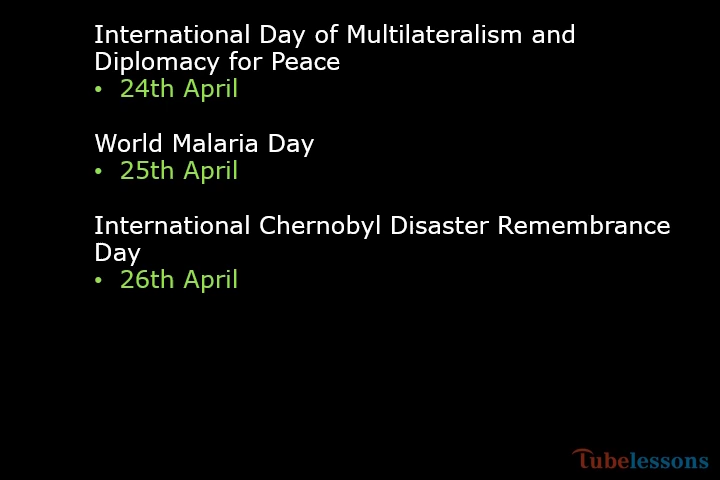 International Day of Multilateralism and
Diplomacy for Peace
• 24th April
World Malaria Day
• 25th April
International Chernobyl Disaster Remembrance
Day
• 26th April
Tubelessons